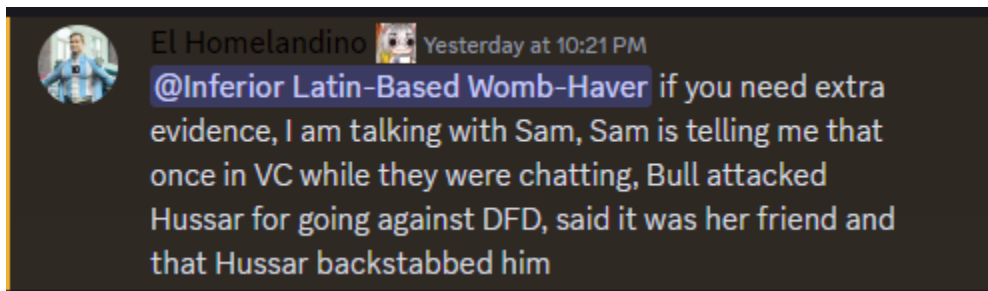 El Homelandino Yesterday at 10:21 PM
@Inferior Latin-Based Womb-Haver if you need extra
evidence, I am talking with Sam, Sam is telling me that
once in VC while they were chatting, Bull attacked
Hussar for going against DFD, said it was her friend and
that Hussar backstabbed him